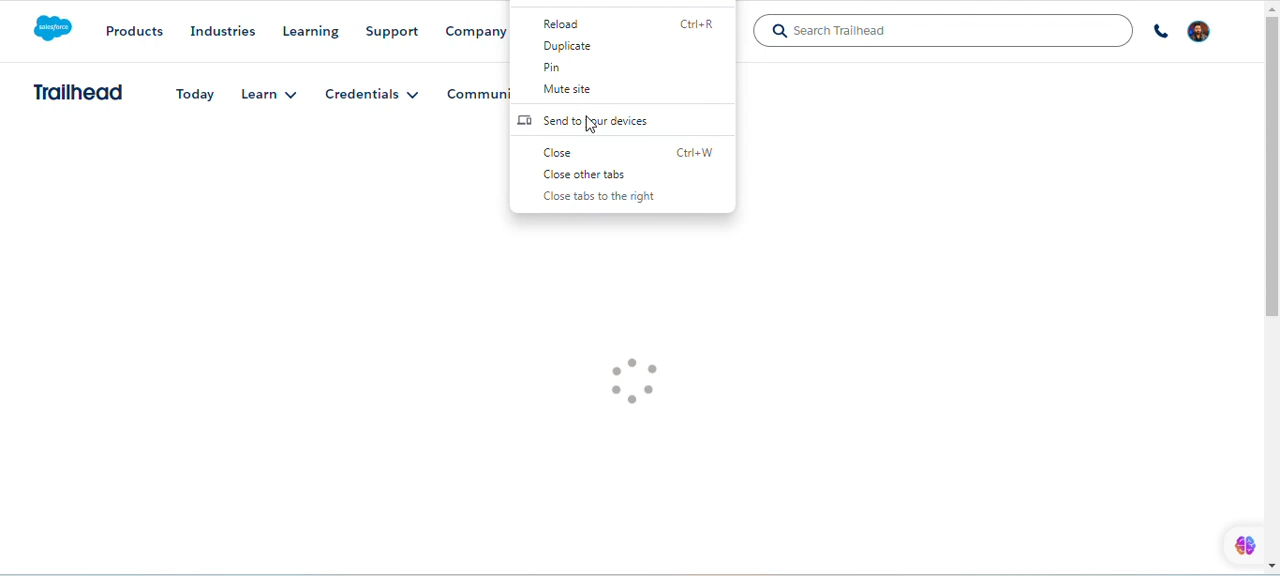 salesforce
Products Industries Learning Support Company
Search Trailhead
Trailhead
Today Learn Credentials Communi
Reload Ctrl+R
Duplicate
Pin
Mute site
Send to your devices
Close Ctrl+W
Close other tabs
Close tabs to the right